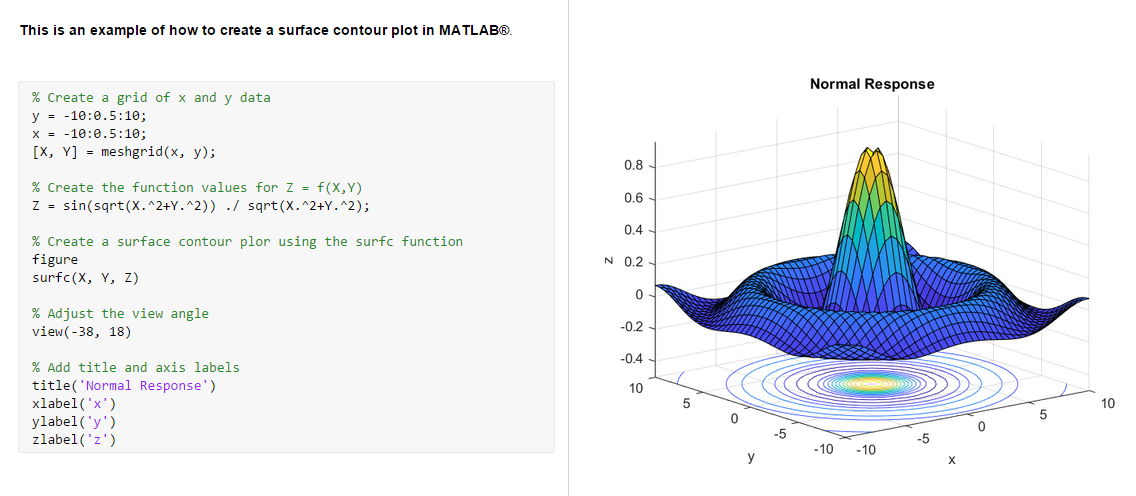 This is an example of how to create a surface contour plot in MATLAB®.
% Create a grid of x and y data
y = -10:0.5:10;
x = -10:0.5:10;
[X, Y] = meshgrid(x, y);
% Create the function values for Z = f(X,Y)
Z = sin(sqrt(X.^2+Y.^2)) ./ sqrt(X.^2+Y.^2);
% Create a surface contour plor using the surfc function
figure
surfc(X, Y, Z)
% Adjust the view angle
view(-38, 18)
% Add title and axis labels
title('Normal Response')
xlabel('x')
ylabel('y')
zlabel('z')
Normal Response
0.8
0.6
0.4
z
0.2
0
-0.2
-0.4
10
5
0
-5
-10
y
-10
-5
0
5
10
x